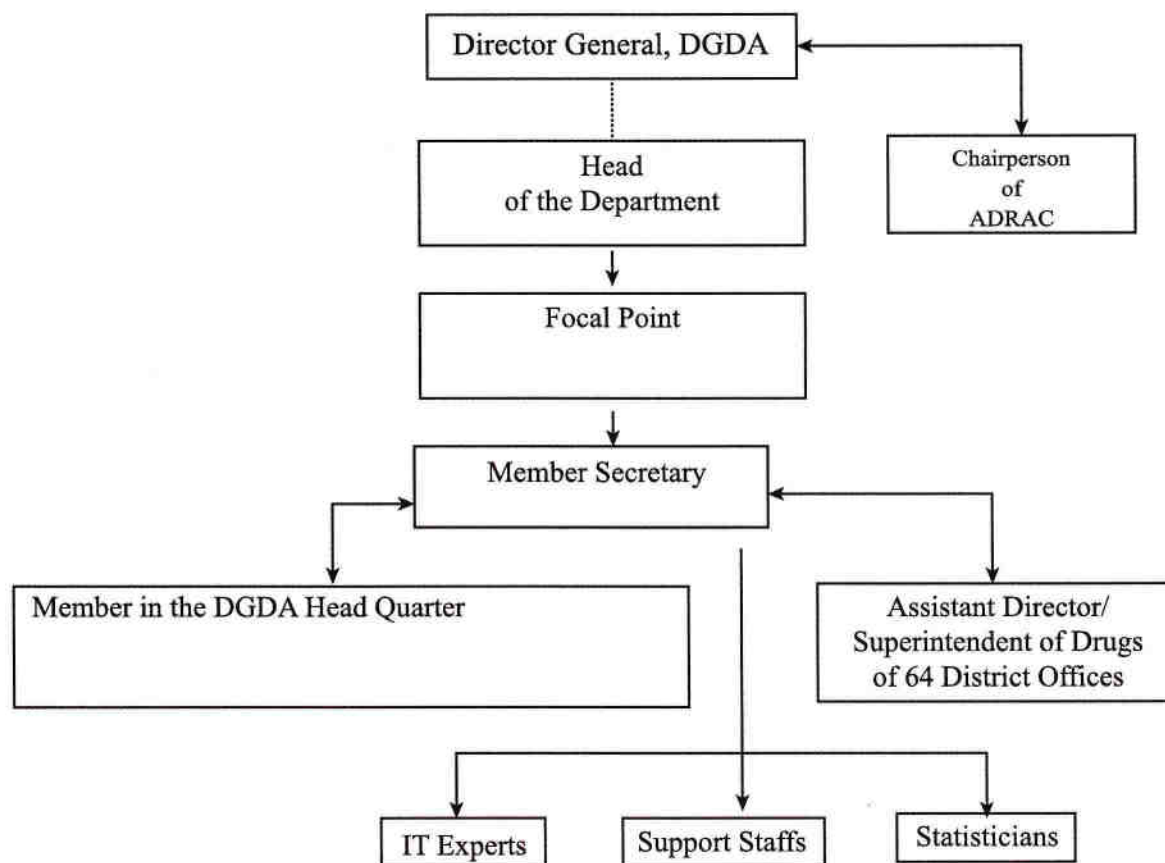 Director General, DGDA
Chairperson
of
ADRAC
Head
of the Department
Focal Point
Member Secretary
Member in the DGDA Head Quarter
Assistant Director/
Superintendent of Drugs
of 64 District Offices
IT Experts
Support Staffs
Statisticians